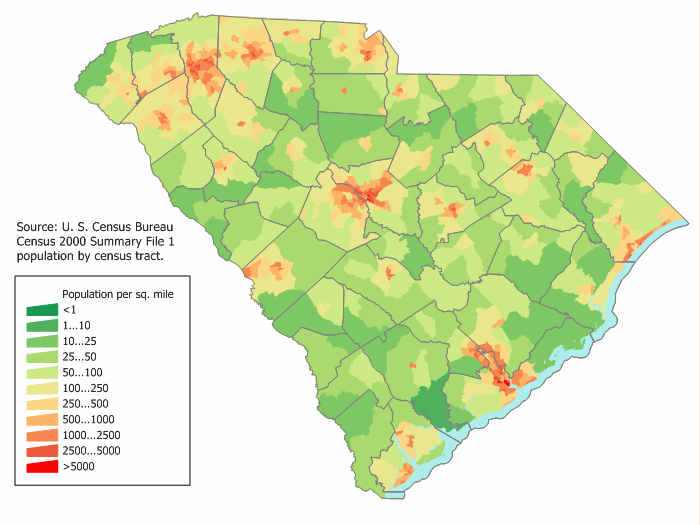 Source: U. S. Census Bureau
Census 2000 Summary File 1
population by census tract.
Population per sq. mile
<1
1...10
10...25
25...50
50...100
100...250
250...500
500...1000
1000...2500
2500...5000
>5000